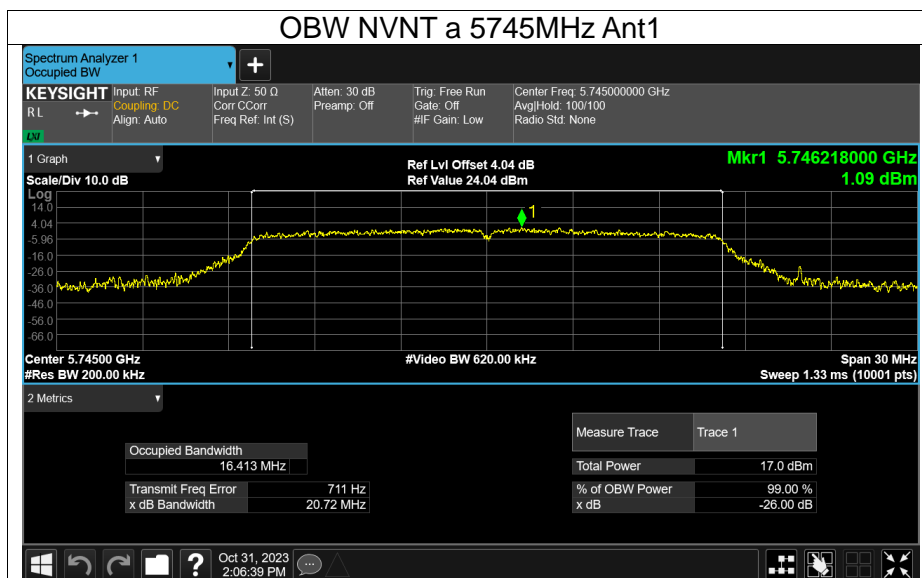 OBW NVNT a 5745MHz Ant1
Spectrum Analyzer 1
Occupied BW
KEYSIGHT Input: RF Input Z: 50 Ω Atten: 30 dB Trig: Free Run Center Freq: 5.745000000 GHz
R L Coupling: DC Corr CCorr Preamp: Off Gate: Off Avg|Hold: 100/100
Align: Auto Freq Ref: Int (S) #IF Gain: Low Radio Std: None
LXI
1 Graph Ref Lvl Offset 4.04 dB Mkr1 5.746218000 GHz
Scale/Div 10.0 dB Ref Value 24.04 dBm 1.09 dBm
Log
14.0
1
4.04
-5.96
-16.0
-26.0
-36.0
-46.0
-56.0
-66.0
Center 5.74500 GHz #Video BW 620.00 kHz Span 30 MHz
#Res BW 200.00 kHz Sweep 1.33 ms (10001 pts)
2 Metrics
Measure Trace Trace 1
Occupied Bandwidth
16.413 MHz Total Power 17.0 dBm
Transmit Freq Error 711 Hz % of OBW Power 99.00 %
x dB Bandwidth 20.72 MHz x dB -26.00 dB
? Oct 31, 2023
2:06:39 PM